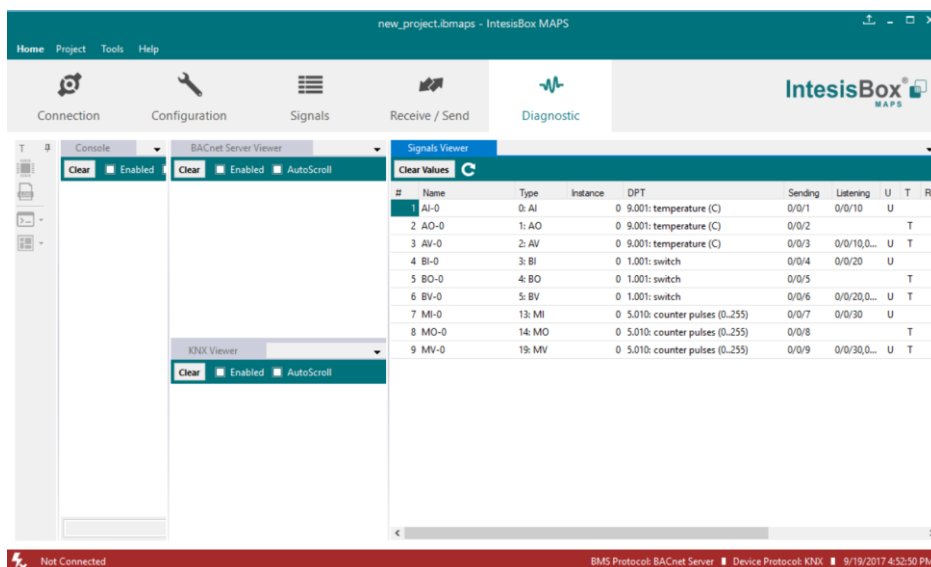 new_project.ibmaps - IntesisBox MAPS
Home Project Tools Help
Connection Configuration Signals Receive / Send Diagnostic
IntesisBox®
MAPS
T Console BACnet Server Viewer Signals Viewer
Clear Enabled Clear Enabled AutoScroll Clear Values
# Name Type Instance DPT Sending Listening U T R
1 AI-0 0: AI 0 9.001: temperature (C) 0/0/1 0/0/10 U
2 AO-0 1: AO 0 9.001: temperature (C) 0/0/2 T
3 AV-0 2: AV 0 9.001: temperature (C) 0/0/3 0/0/10,0... U T
4 BI-0 3: BI 0 1.001: switch 0/0/4 0/0/20 U
5 BO-0 4: BO 0 1.001: switch 0/0/5 T
6 BV-0 5: BV 0 1.001: switch 0/0/6 0/0/20,0... U T
7 MI-0 13: MI 0 5.010: counter pulses (0..255) 0/0/7 0/0/30 U
8 MO-0 14: MO 0 5.010: counter pulses (0..255) 0/0/8 T
9 MV-0 19: MV 0 5.010: counter pulses (0..255) 0/0/9 0/0/30,0... U T
KNX Viewer
Clear Enabled AutoScroll
Not Connected BMS Protocol: BACnet Server Device Protocol: KNX 9/19/2017 4:52:50 PM